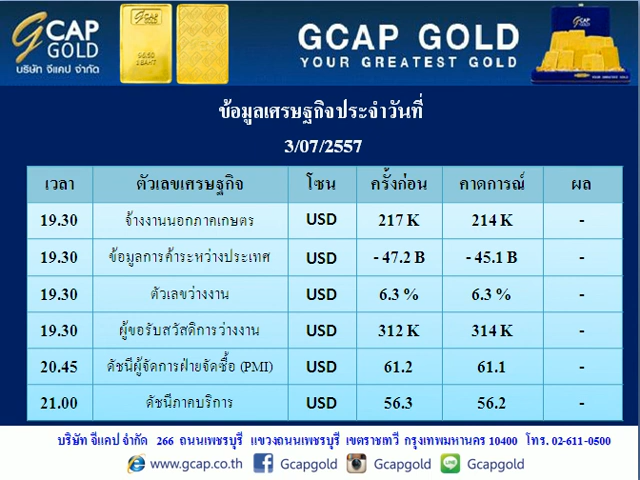 GCAP GOLD
บริษัท จีแคป จำกัด
96.50
1 BAHT
GCAP GOLD
YOUR GREATEST GOLD
GCAP GOLD
ข้อมูลเศรษฐกิจประจำวันที่
3/07/2557
เวลา ตัวเลขเศรษฐกิจ โซน ครั้งก่อน คาดการณ์ ผล
19.30 จ้างงานนอกภาคเกษตร USD 217 K 214 K -
19.30 ข้อมูลการค้าระหว่างประเทศ USD - 47.2 B - 45.1 B -
19.30 ตัวเลขว่างงาน USD 6.3 % 6.3 % -
19.30 ผู้ขอรับสวัสดิการว่างงาน USD 312 K 314 K -
20.45 ดัชนีผู้จัดการฝ่ายจัดซื้อ (PMI) USD 61.2 61.1 -
21.00 ดัชนีภาคบริการ USD 56.3 56.2 -
บริษัท จีแคป จำกัด 266 ถนนเพชรบุรี แขวงถนนเพชรบุรี เขตราชเทวี กรุงเทพมหานคร 10400 โทร. 02-611-0500
www.gcap.co.th Gcapgold Gcapgold LINE Gcapgold